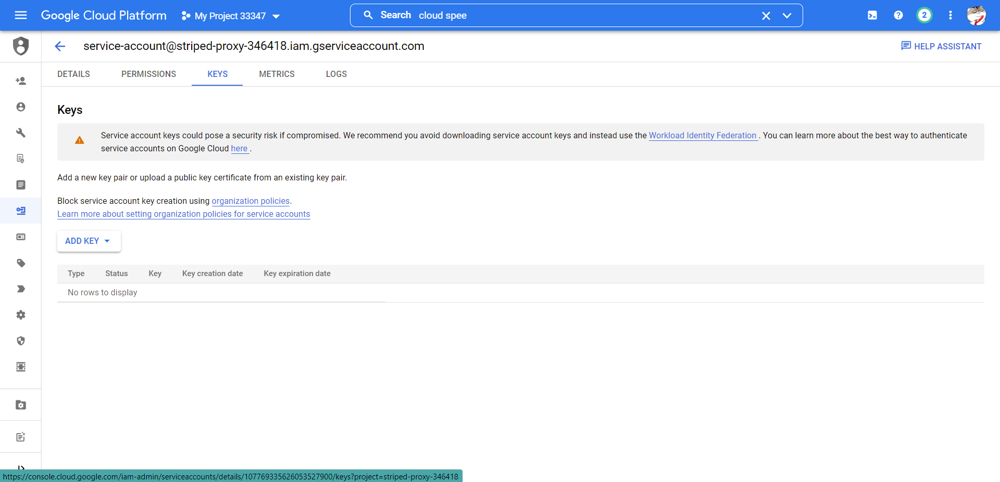 Google Cloud Platform
My Project 33347
Search cloud spee
2
service-account@striped-proxy-346418.iam.gserviceaccount.com
HELP ASSISTANT
DETAILS PERMISSIONS KEYS METRICS LOGS
Keys
Service account keys could pose a security risk if compromised. We recommend you avoid downloading service account keys and instead use the Workload Identity Federation . You can learn more about the best way to authenticate
service accounts on Google Cloud here .
Add a new key pair or upload a public key certificate from an existing key pair.
Block service account key creation using organization policies.
Learn more about setting organization policies for service accounts
ADD KEY
Type Status Key Key creation date Key expiration date
No rows to display
https://console.cloud.google.com/iam-admin/serviceaccounts/details/107769335626053527900/keys?project=striped-proxy-346418